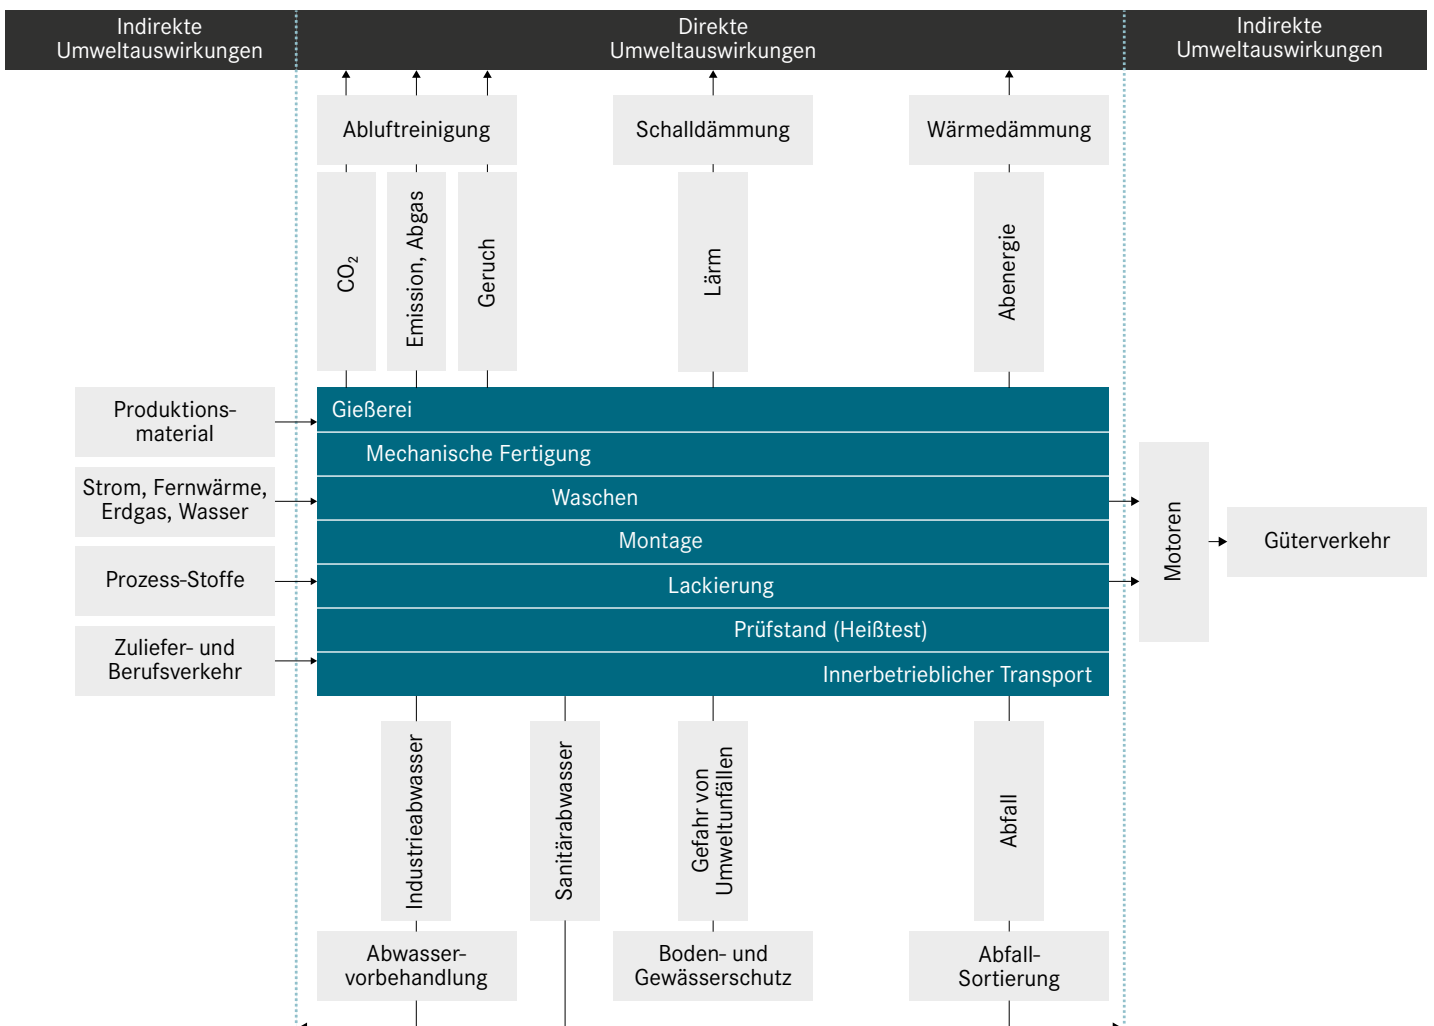 Indirekte
Umweltauswirkungen
Direkte
Umweltauswirkungen
Indirekte
Umweltauswirkungen
Abluftreinigung
Schalldämmung
Wärmedämmung
CO₂
Emission, Abgas
Geruch
Lärm
Abenergie
Produktions-
material
Strom, Fernwärme,
Erdgas, Wasser
Prozess-Stoffe
Zuliefer- und
Berufsverkehr
Gießerei
Mechanische Fertigung
Waschen
Montage
Lackierung
Prüfstand (Heißtest)
Innerbetrieblicher Transport
Motoren
Güterverkehr
Industrieabwasser
Sanitärabwasser
Gefahr von
Umweltunfällen
Abfall
Abwasser-
vorbehandlung
Boden- und
Gewässerschutz
Abfall-
Sortierung